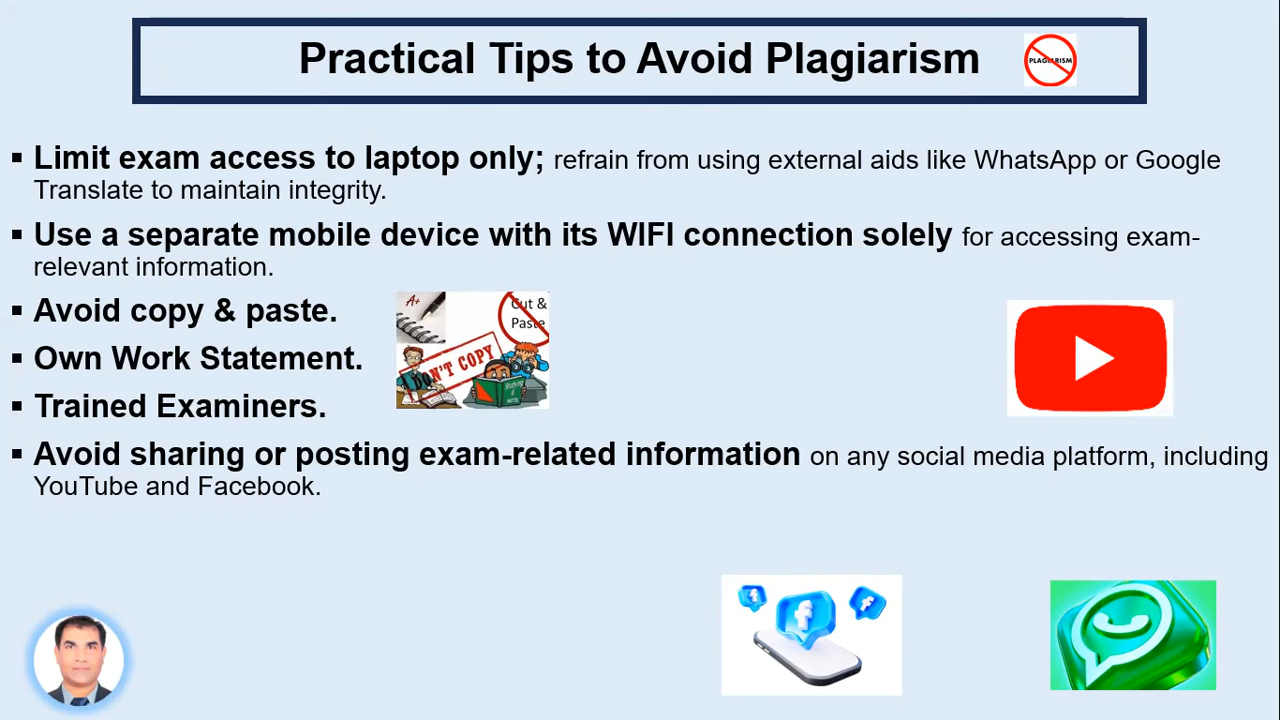 Practical Tips to Avoid Plagiarism
PLAGIARISM
▪ Limit exam access to laptop only; refrain from using external aids like WhatsApp or Google
Translate to maintain integrity.
▪ Use a separate mobile device with its WIFI connection solely for accessing exam-
relevant information.
▪ Avoid copy & paste.
A+
Cut &
Paste
DON'T COPY
▪ Own Work Statement.
▪ Trained Examiners.
▪ Avoid sharing or posting exam-related information on any social media platform, including
YouTube and Facebook.